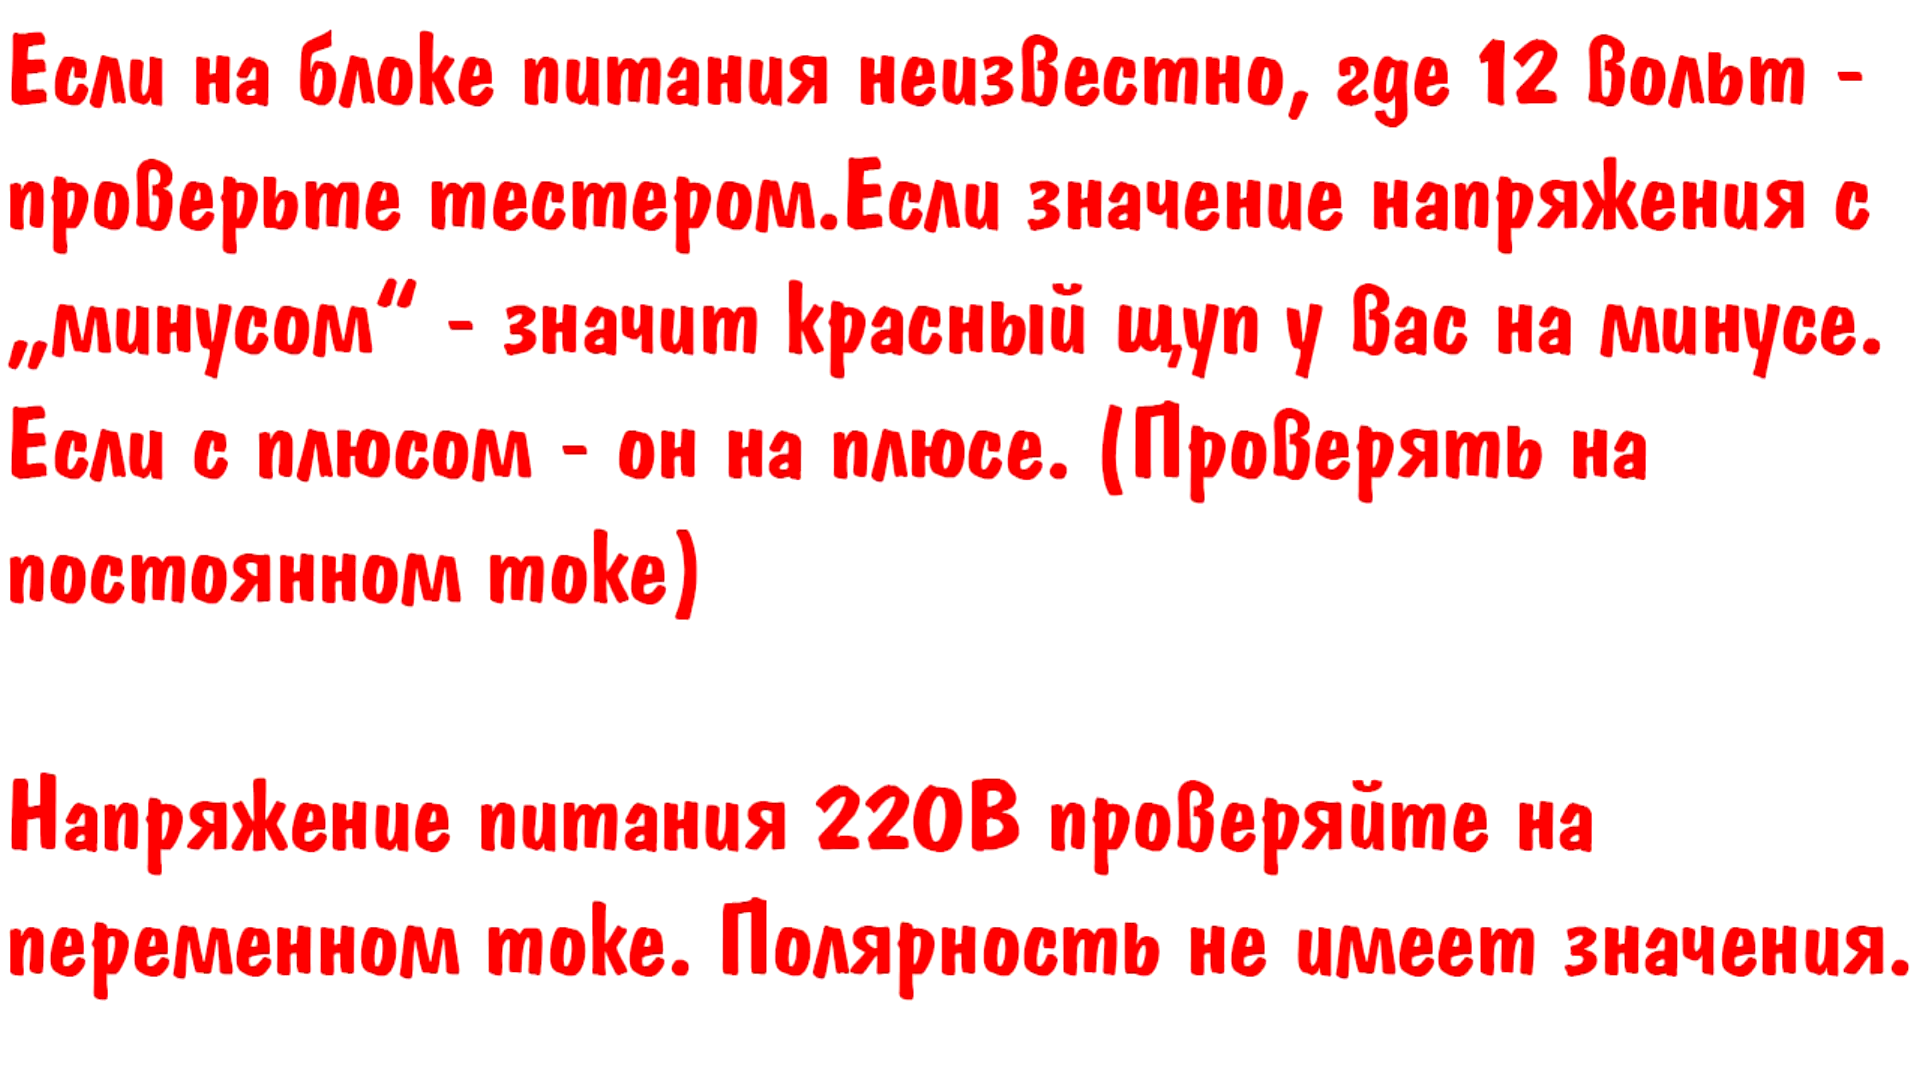 Если на блоке питания неизвестно, где 12 вольт -
проверьте тестером.Если значение напряжения с
„минусом“ - значит красный щуп у вас на минусе.
Если с плюсом - он на плюсе. (Проверять на
постоянном токе)
Напряжение питания 220В проверяйте на
переменном токе. Полярность не имеет значения.